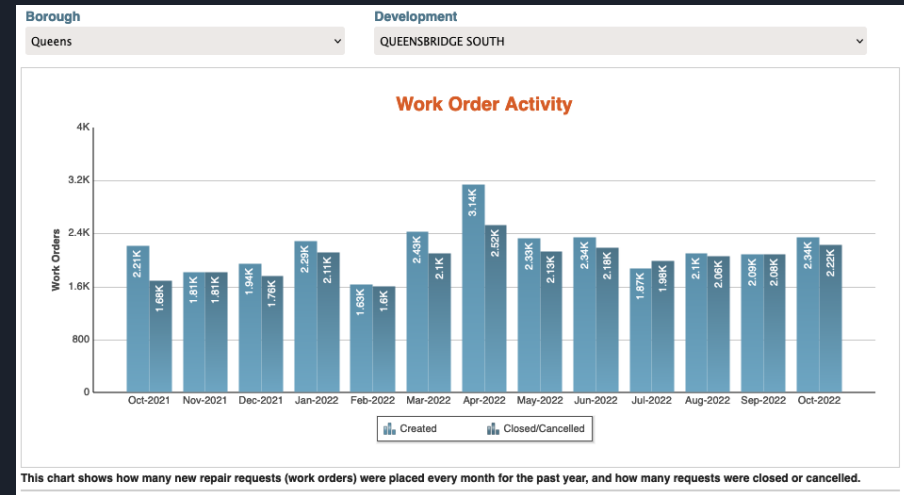 Borough Development
Queens QUEENSBRIDGE SOUTH
Work Order Activity
4K
3.2K
2.4K
1.6K
800
0
Work Orders
2.21K 1.68K 1.81K 1.81K 1.94K 1.76K 2.29K 2.11K 1.63K 1.6K 2.43K 2.1K 3.14K 2.52K 2.33K 2.13K 2.34K 2.18K 1.87K 1.98K 2.1K 2.06K 2.09K 2.08K 2.34K 2.22K
Oct-2021 Nov-2021 Dec-2021 Jan-2022 Feb-2022 Mar-2022 Apr-2022 May-2022 Jun-2022 Jul-2022 Aug-2022 Sep-2022 Oct-2022
Created Closed/Cancelled
This chart shows how many new repair requests (work orders) were placed every month for the past year, and how many requests were closed or cancelled.